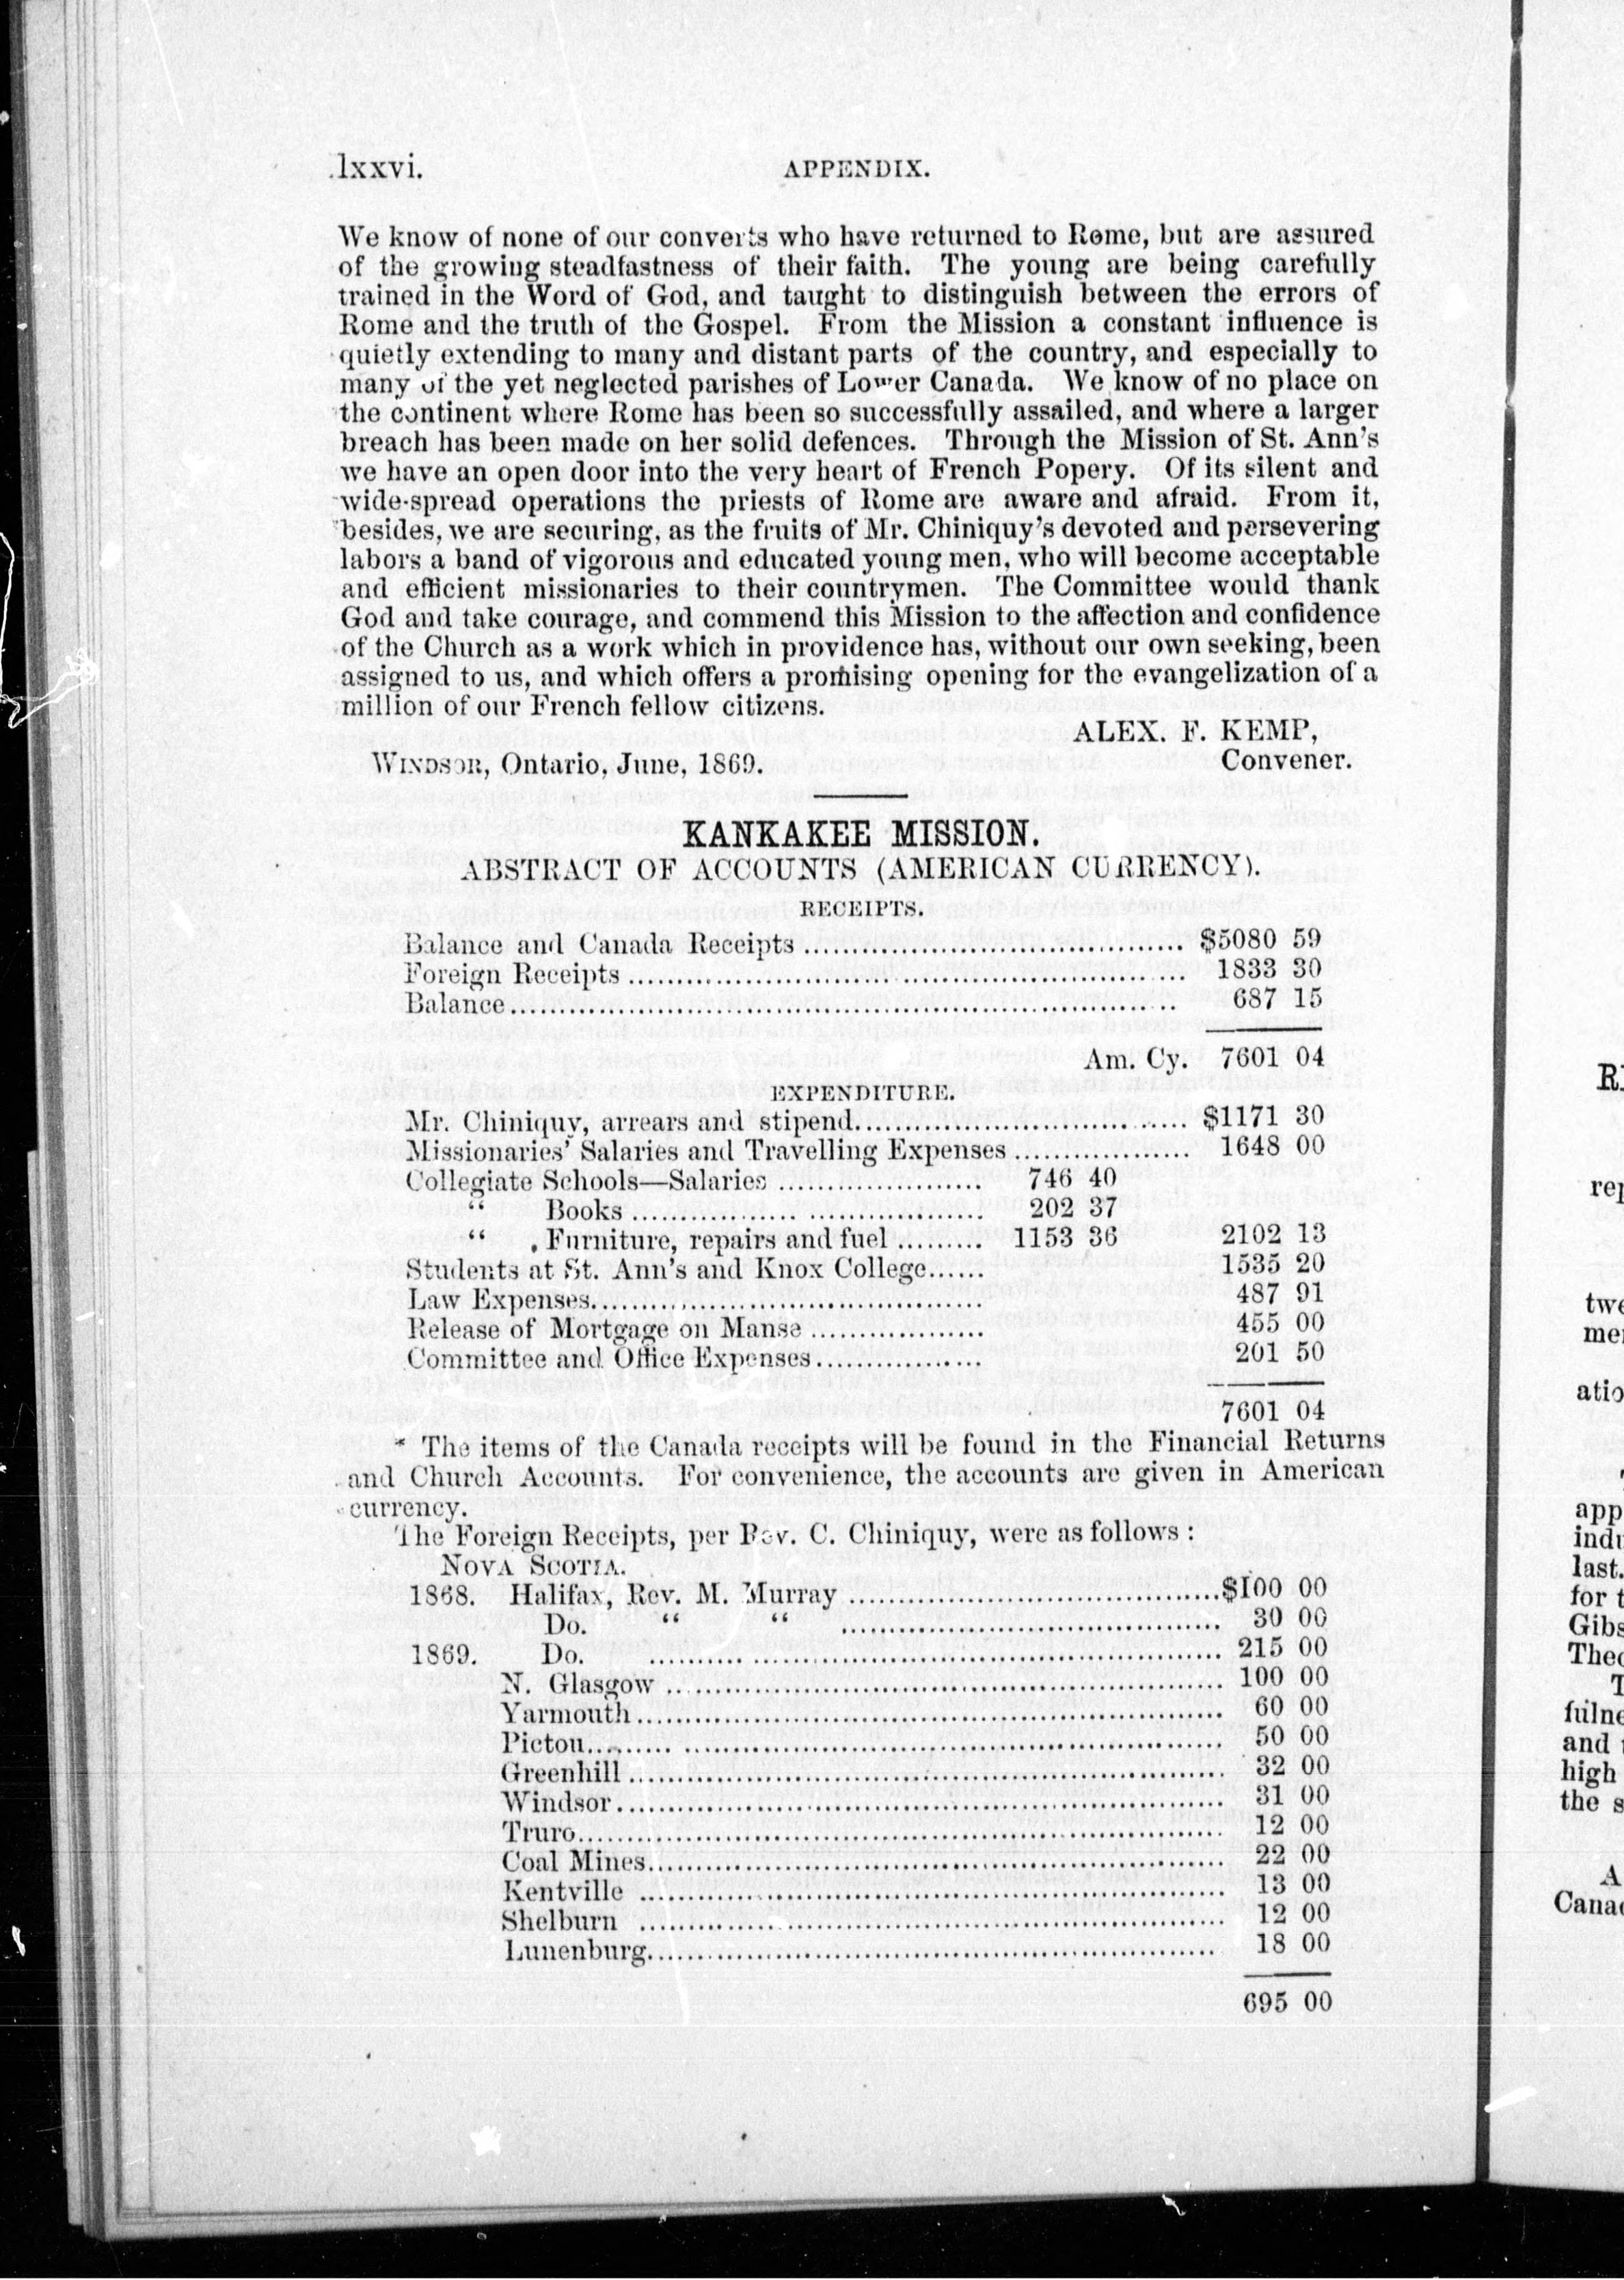 lxxvi. APPENDIX.
We know of none of our converts who have returned to Rome, but are assured
of the growing steadfastness of their faith. The young are being carefully
trained in the Word of God, and taught to distinguish between the errors of
Rome and the truth of the Gospel. From the Mission a constant influence is
quietly extending to many and distant parts of the country, and especially to
many of the yet neglected parishes of Lower Canada. We know of no place on
the continent where Rome has been so successfully assailed, and where a larger
breach has been made on her solid defences. Through the Mission of St. Ann's
we have an open door into the very heart of French Popery. Of its silent and
wide-spread operations the priests of Rome are aware and afraid. From it,
besides, we are securing, as the fruits of Mr. Chiniquy's devoted and persevering
labors a band of vigorous and educated young men, who will become acceptable
and efficient missionaries to their countrymen. The Committee would thank
God and take courage, and commend this Mission to the affection and confidence
of the Church as a work which in providence has, without our own seeking, been
assigned to us, and which offers a promising opening for the evangelization of a
million of our French fellow citizens.
ALEX. F. KEMP,
WINDSOR, Ontario, June, 1869. Convener.
KANKAKEE MISSION.
ABSTRACT OF ACCOUNTS (AMERICAN CURRENCY).
RECEIPTS.
Balance and Canada Receipts ........ $5080 59
Foreign Receipts ........ 1833 30
Balance ........ 687 15
Am. Cy. 7601 04
EXPENDITURE.
Mr. Chiniquy, arrears and stipend ........ $1171 30
Missionaries' Salaries and Travelling Expenses ........ 1648 00
Collegiate Schools—Salaries ........ 746 40
“ Books ........ 202 37
“ Furniture, repairs and fuel ........ 1153 36 2102 13
Students at St. Ann's and Knox College ...... 1535 20
Law Expenses ........ 487 91
Release of Mortgage on Manse ........ 455 00
Committee and Office Expenses ........ 201 50
7601 04
* The items of the Canada receipts will be found in the Financial Returns
and Church Accounts. For convenience, the accounts are given in American
currency.
The Foreign Receipts, per Rev. C. Chiniquy, were as follows :
NOVA SCOTIA.
1868. Halifax, Rev. M. Murray ........ $100 00
Do. “ “ ........ 30 00
1869. Do. ........ 215 00
N. Glasgow ........ 100 00
Yarmouth ........ 60 00
Pictou ........ 50 00
Greenhill ........ 32 00
Windsor ........ 31 00
Truro ........ 12 00
Coal Mines ........ 22 00
Kentville ........ 13 00
Shelburn ........ 12 00
Lunenburg ........ 18 00
695 00
twe
atio
app
last.
for t
Gibs
and
high
the s
A
Cana